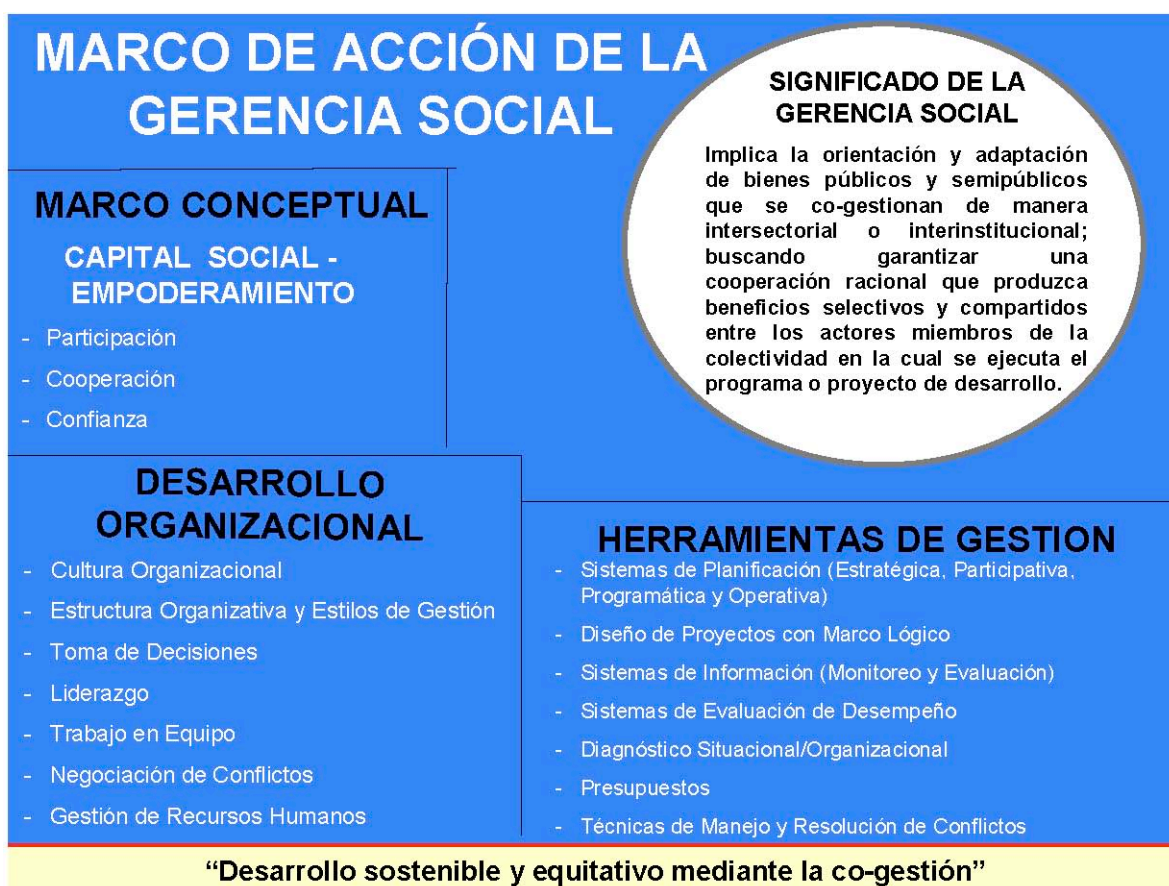 MARCO DE ACCIÓN DE LA
GERENCIA SOCIAL
SIGNIFICADO DE LA
GERENCIA SOCIAL
Implica la orientación y adaptación
de bienes públicos y semipúblicos
que se co-gestionan de manera
intersectorial o interinstitucional;
buscando garantizar una
cooperación racional que produzca
beneficios selectivos y compartidos
entre los actores miembros de la
colectividad en la cual se ejecuta el
programa o proyecto de desarrollo.
MARCO CONCEPTUAL
CAPITAL SOCIAL -
EMPODERAMIENTO
- Participación
- Cooperación
- Confianza
DESARROLLO
ORGANIZACIONAL
- Cultura Organizacional
- Estructura Organizativa y Estilos de Gestión
- Toma de Decisiones
- Liderazgo
- Trabajo en Equipo
- Negociación de Conflictos
- Gestión de Recursos Humanos
HERRAMIENTAS DE GESTION
- Sistemas de Planificación (Estratégica, Participativa,
Programática y Operativa)
- Diseño de Proyectos con Marco Lógico
- Sistemas de Información (Monitoreo y Evaluación)
- Sistemas de Evaluación de Desempeño
- Diagnóstico Situacional/Organizacional
- Presupuestos
- Técnicas de Manejo y Resolución de Conflictos
“Desarrollo sostenible y equitativo mediante la co-gestión”